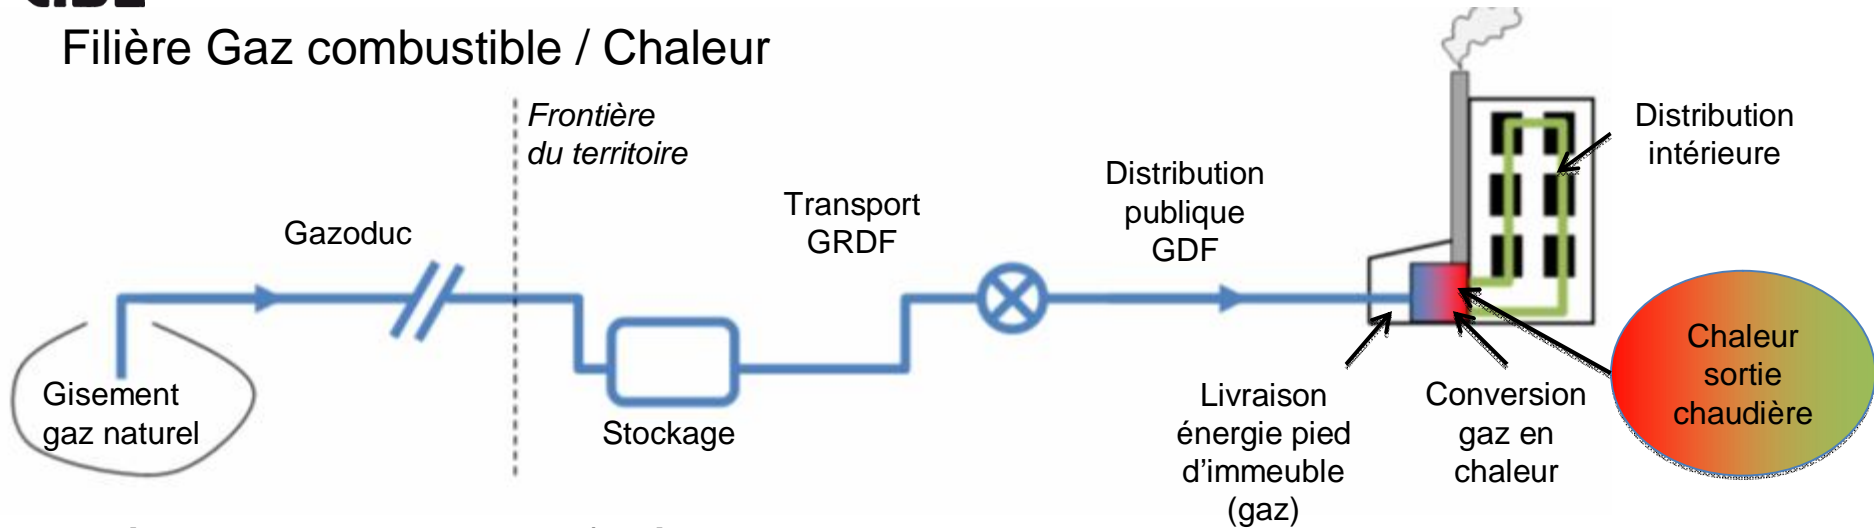 Filière Gaz combustible / Chaleur
Frontière
du territoire
Gazoduc
Gisement
gaz naturel
Stockage
Transport
GRDF
Distribution
publique
GDF
Distribution
intérieure
Livraison
énergie pied
d'immeuble
(gaz)
Conversion
gaz en
chaleur
Chaleur
sortie
chaudière